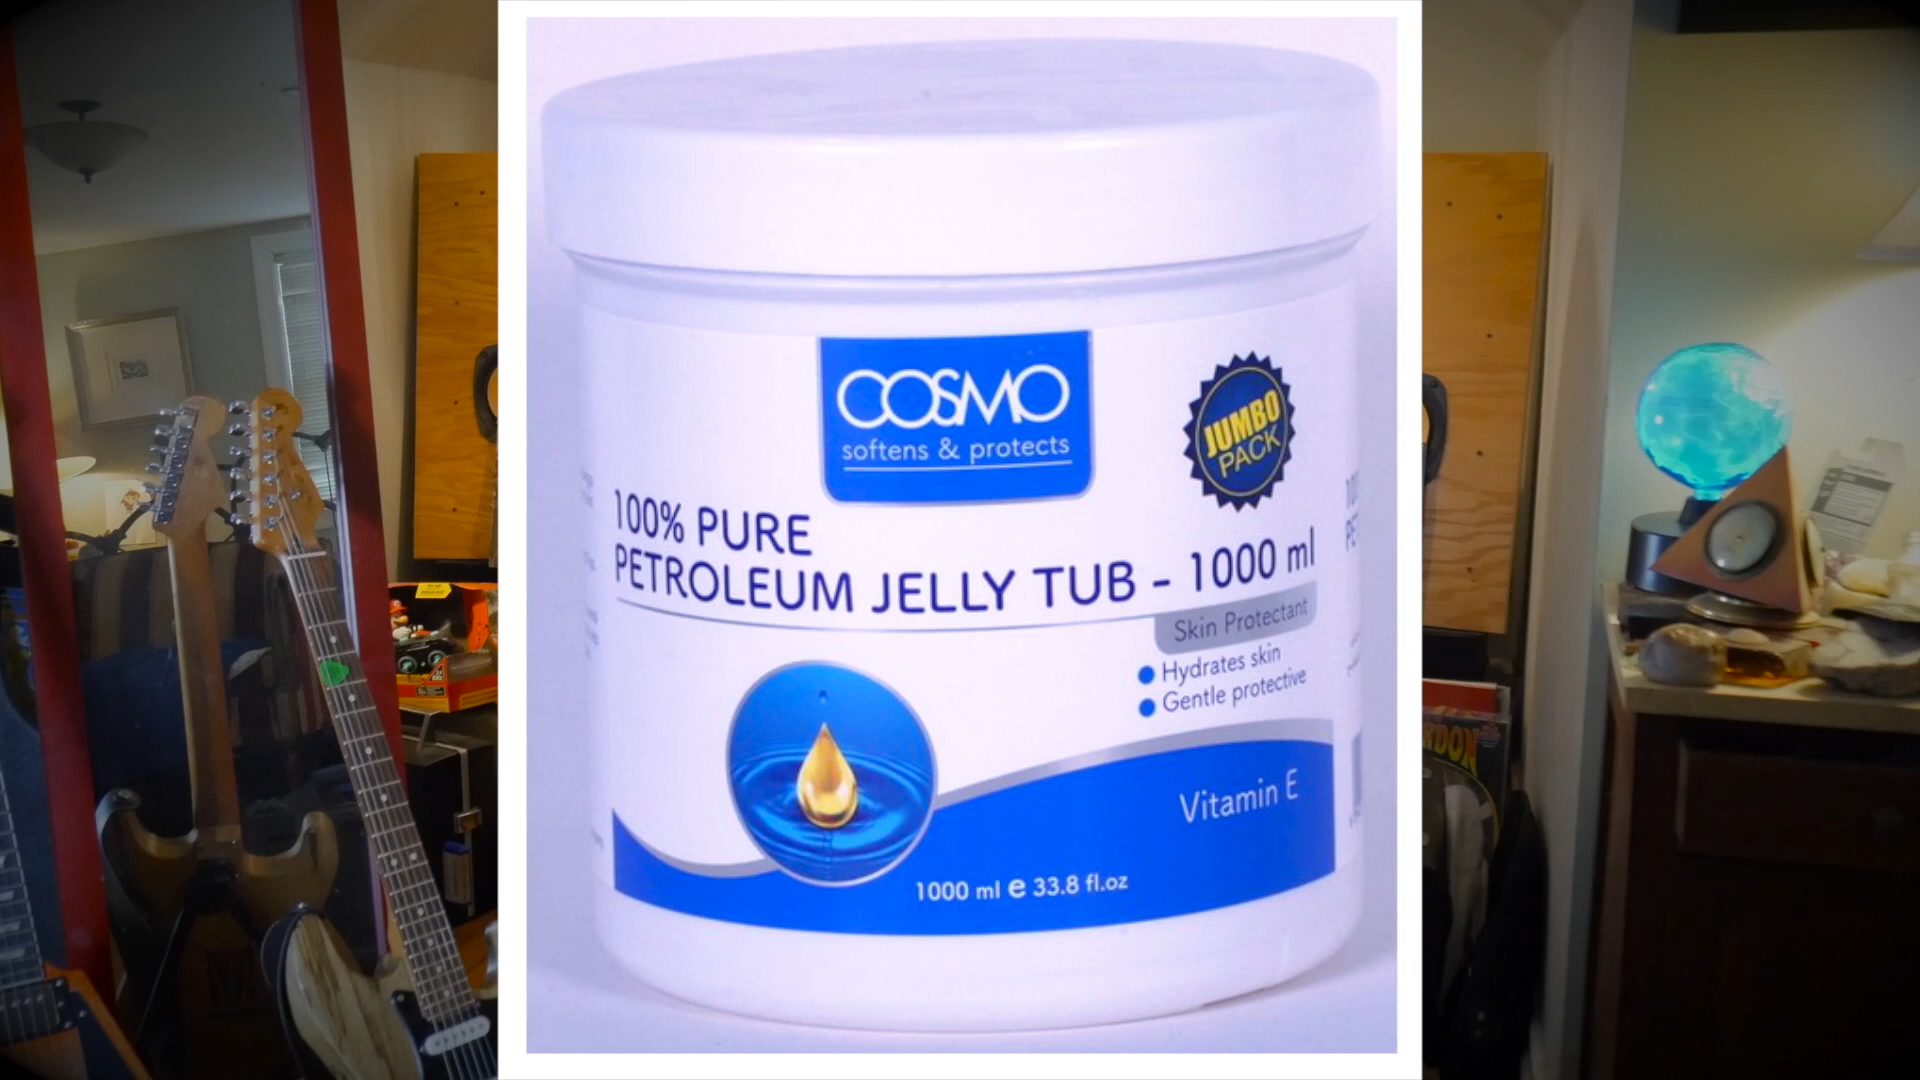 COSMO
softens & protects
JUMBO
PACK
100% PURE
PETROLEUM JELLY TUB - 1000 ml
Skin Protectant
Hydrates skin
Gentle protective
Vitamin E
1000 ml e 33.8 fl.oz